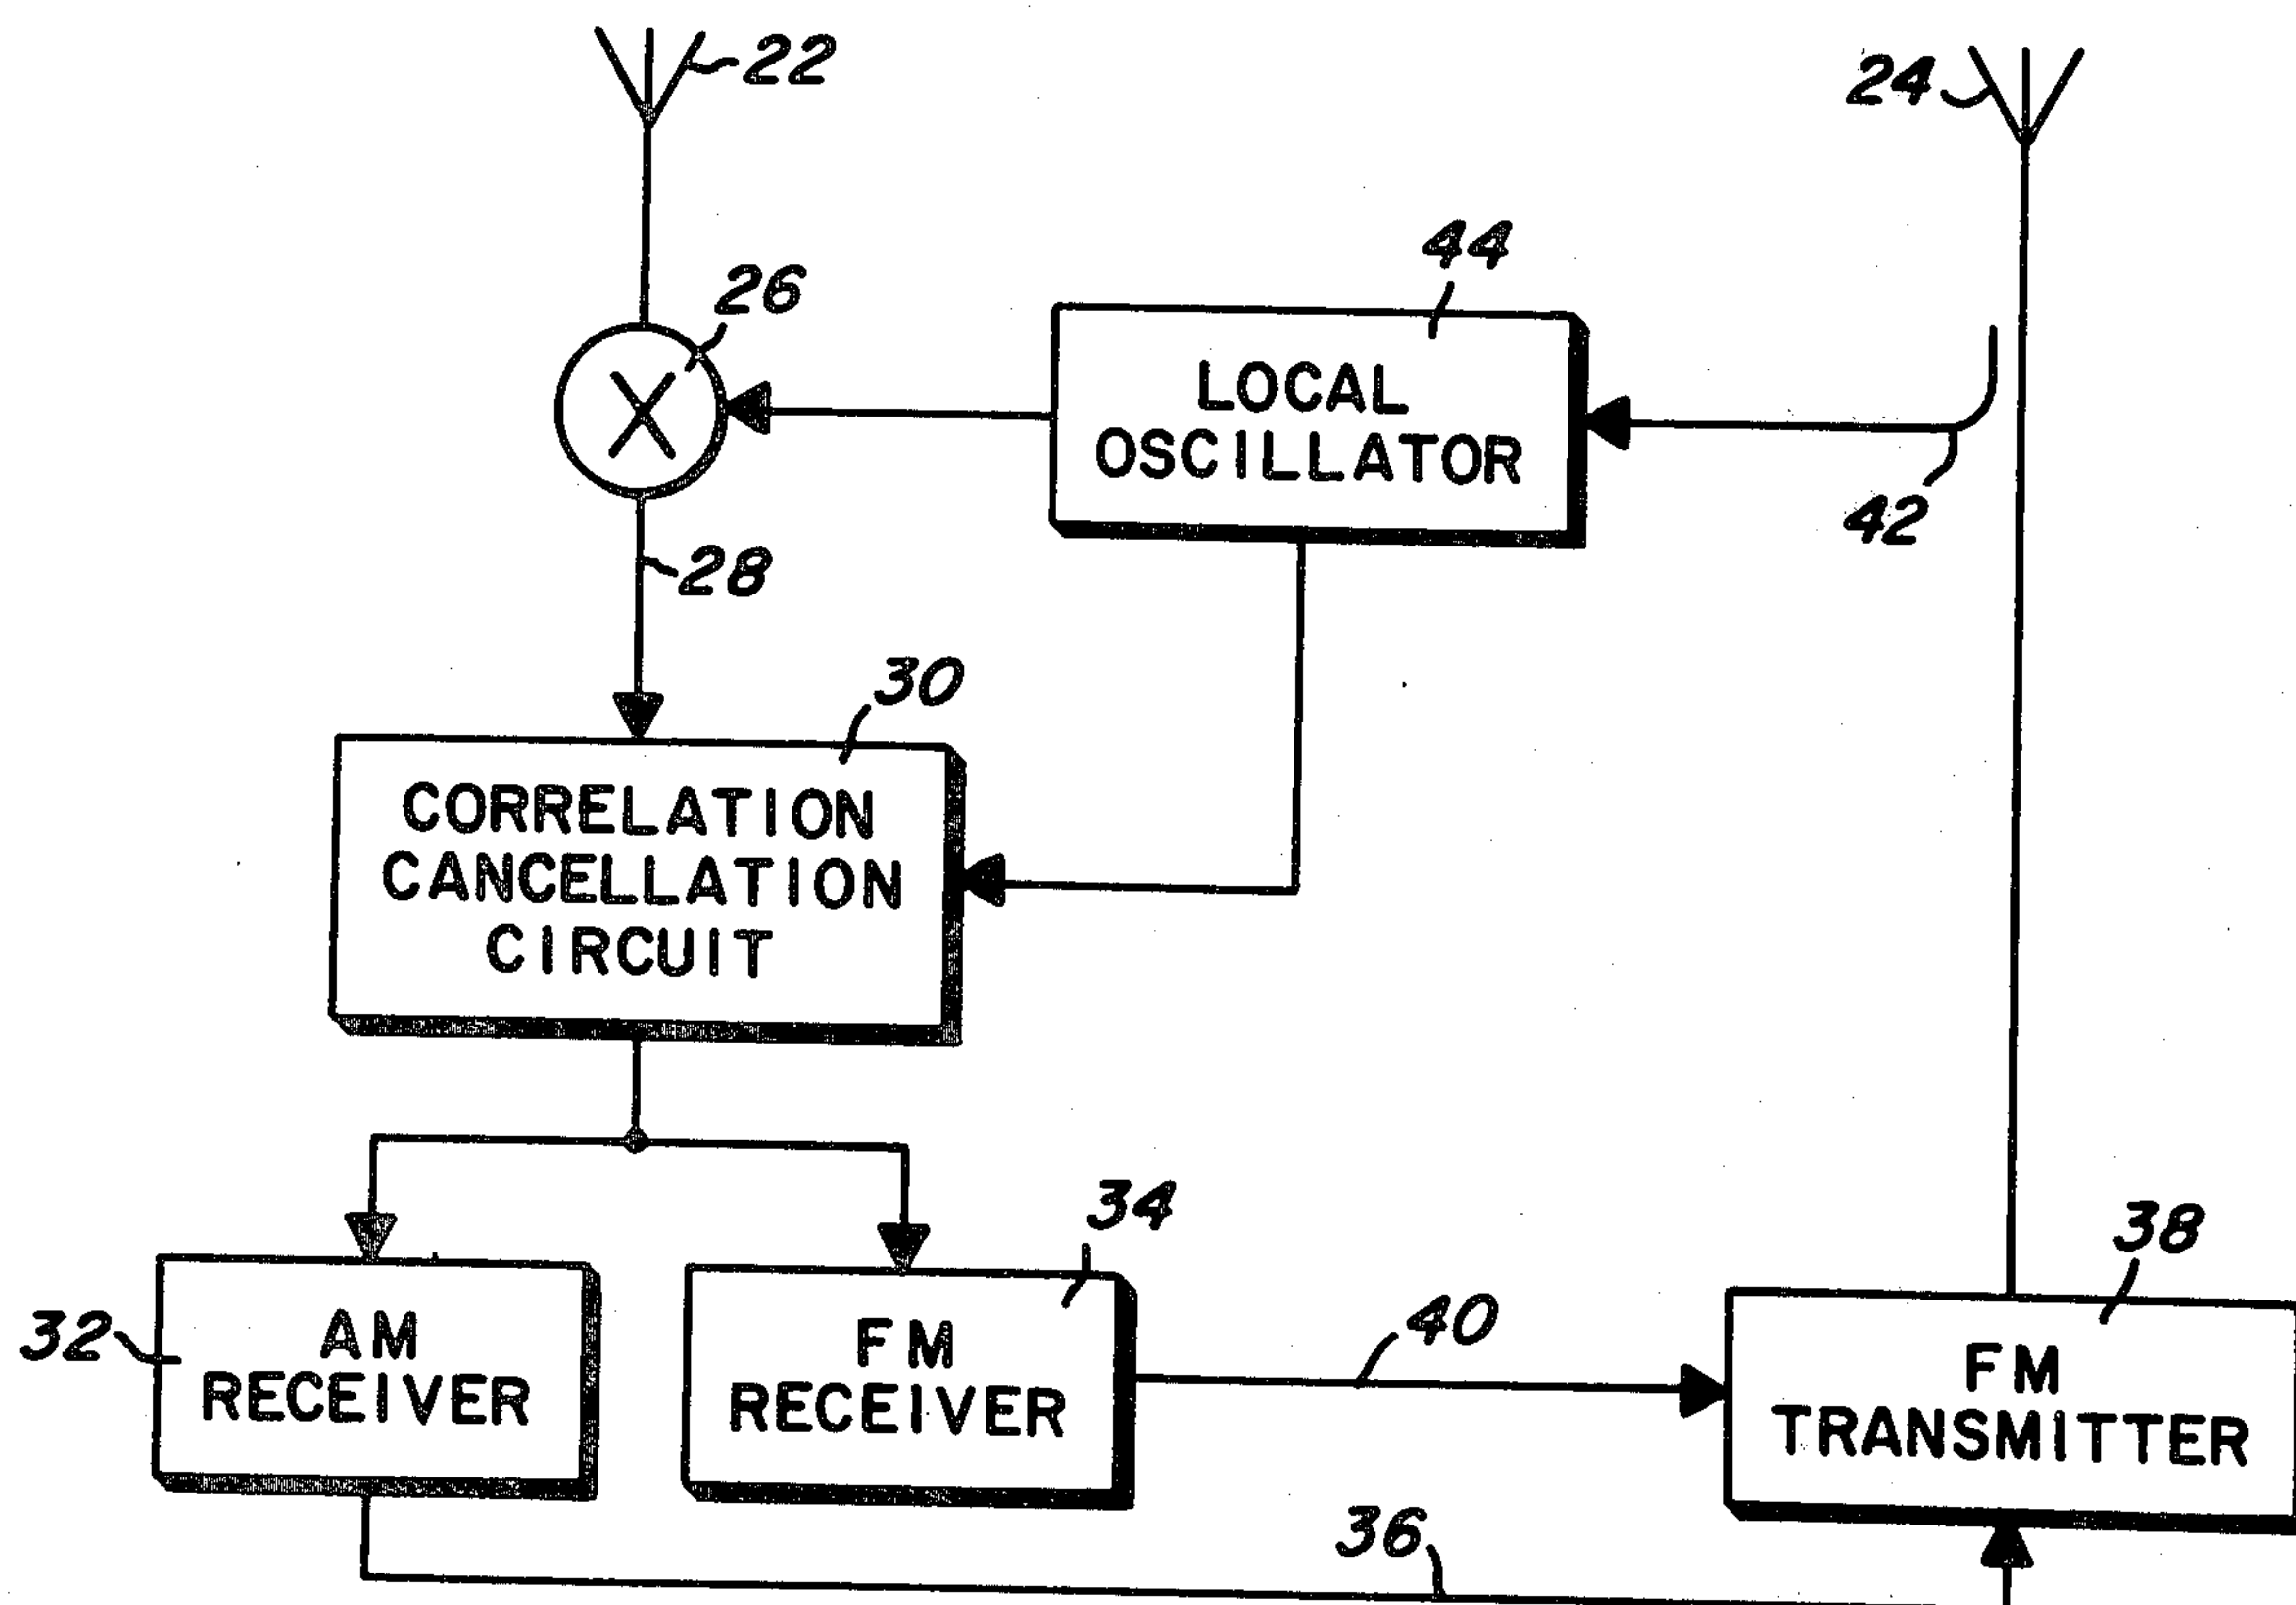 22
24
44
26
LOCAL
OSCILLATOR
X
42
28
30
CORRELATION
CANCELLATION
CIRCUIT
34
38
32
AM
RECEIVER
FM
RECEIVER
40
FM
TRANSMITTER
36